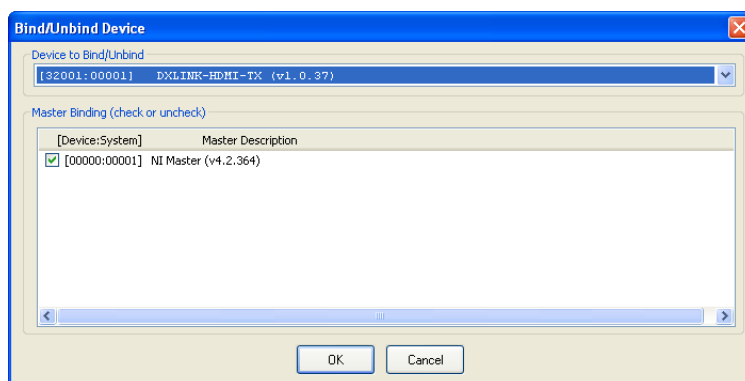 Bind/Unbind Device
Device to Bind/Unbind
[32001:00001] DXLINK-HDMI-TX (v1.0.37)
Master Binding (check or uncheck)
[Device:System] Master Description
[00000:00001] NI Master (v4.2.364)
OK Cancel